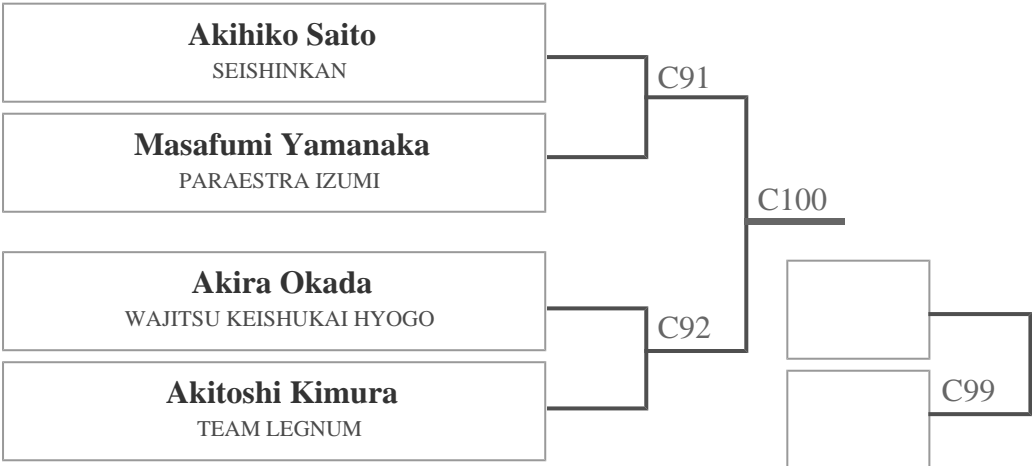 Akihiko Saito
SEISHINKAN
C91
Masafumi Yamanaka
PARAESTRA IZUMI
C100
Akira Okada
WAJITSU KEISHUKAI HYOGO
C92
Akitoshi Kimura
TEAM LEGNUM
C99